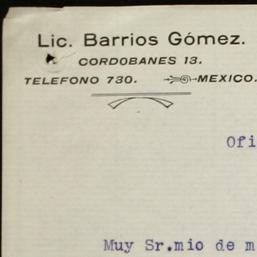 Lic. Barrios Gómez.
CORDOBANES 13.
TELEFONO 730. MEXICO.
Ofi
Muy Sr.mio de m